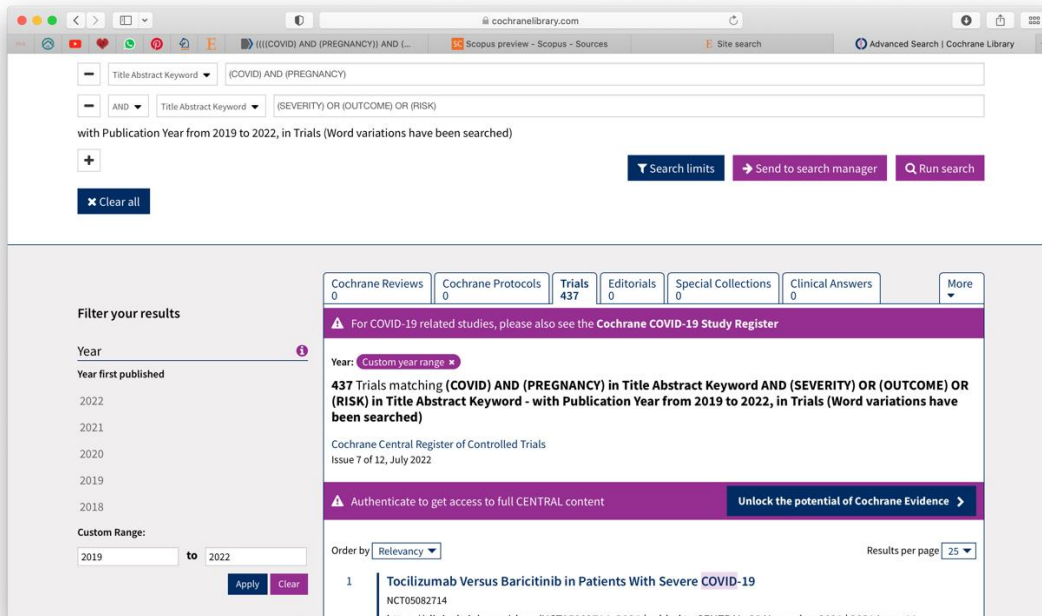 cochranelibrary.com
((((COVID) AND (PREGNANCY)) AND (...
SC Scopus preview - Scopus - Sources
E Site search
Advanced Search | Cochrane Library
Title Abstract Keyword (COVID) AND (PREGNANCY)
AND Title Abstract Keyword (SEVERITY) OR (OUTCOME) OR (RISK)
with Publication Year from 2019 to 2022, in Trials (Word variations have been searched)
+
Search limits
Send to search manager
Run search
Clear all
Filter your results
Year
Year first published
2022
2021
2020
2019
2018
Custom Range:
2019 to 2022
Apply Clear
Cochrane Reviews
0
Cochrane Protocols
0
Trials
437
Editorials
0
Special Collections
0
Clinical Answers
0
More
For COVID-19 related studies, please also see the Cochrane COVID-19 Study Register
Year: Custom year range ×
437 Trials matching (COVID) AND (PREGNANCY) in Title Abstract Keyword AND (SEVERITY) OR (OUTCOME) OR
(RISK) in Title Abstract Keyword - with Publication Year from 2019 to 2022, in Trials (Word variations have
been searched)
Cochrane Central Register of Controlled Trials
Issue 7 of 12, July 2022
Authenticate to get access to full CENTRAL content
Unlock the potential of Cochrane Evidence
Order by Relevancy
Results per page 25
1 Tocilizumab Versus Baricitinib in Patients With Severe COVID-19
NCT05082714